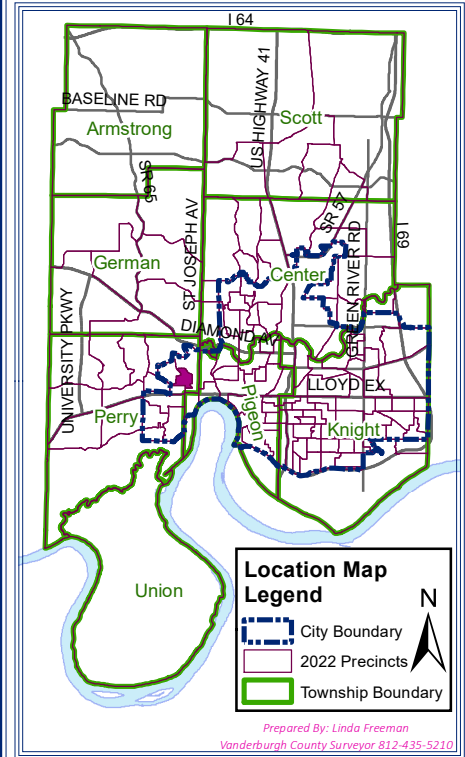 I 64
US HIGHWAY 41
BASELINE RD
Scott
Armstrong
SR 65
ST JOSEPH AV
SR 57
I 69
GREEN RIVER RD
German
Center
UNIVERSITY PKWY
DIAMOND AV
LLOYD EX
Perry
Pigeon
Knight
Union
Location Map
Legend
N
City Boundary
2022 Precincts
Township Boundary
Prepared By: Linda Freeman
Vanderburgh County Surveyor 812-435-5210